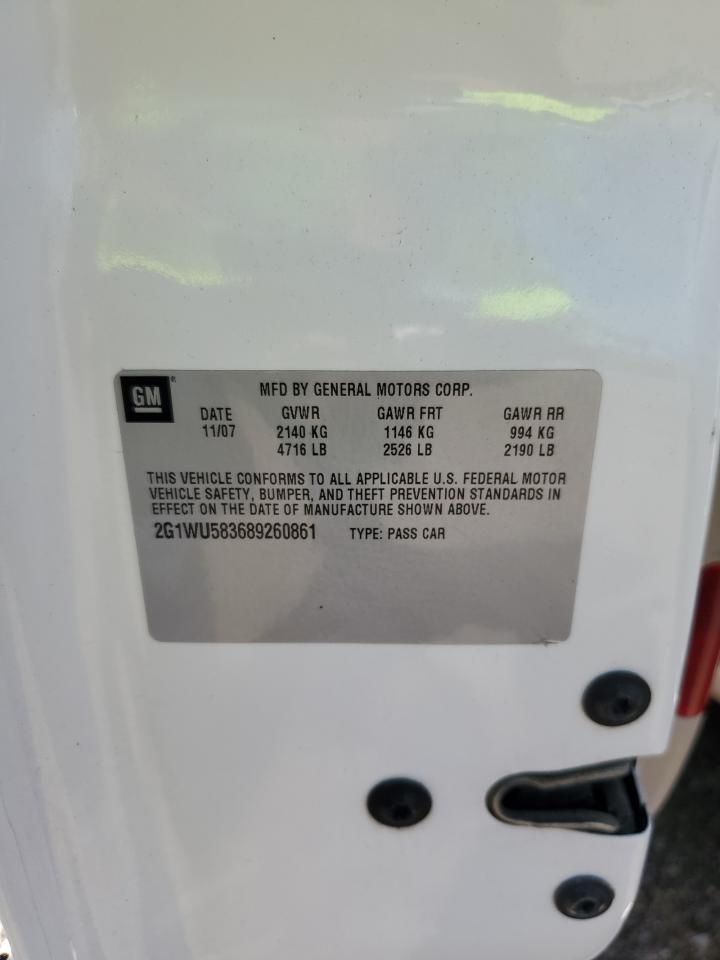 GM®
MFD BY GENERAL MOTORS CORP.
DATE GVWR GAWR FRT GAWR RR
11/07 2140 KG 1146 KG 994 KG
4716 LB 2526 LB 2190 LB
THIS VEHICLE CONFORMS TO ALL APPLICABLE U.S. FEDERAL MOTOR
VEHICLE SAFETY, BUMPER, AND THEFT PREVENTION STANDARDS IN
EFFECT ON THE DATE OF MANUFACTURE SHOWN ABOVE.
2G1WU583689260861 TYPE: PASS CAR